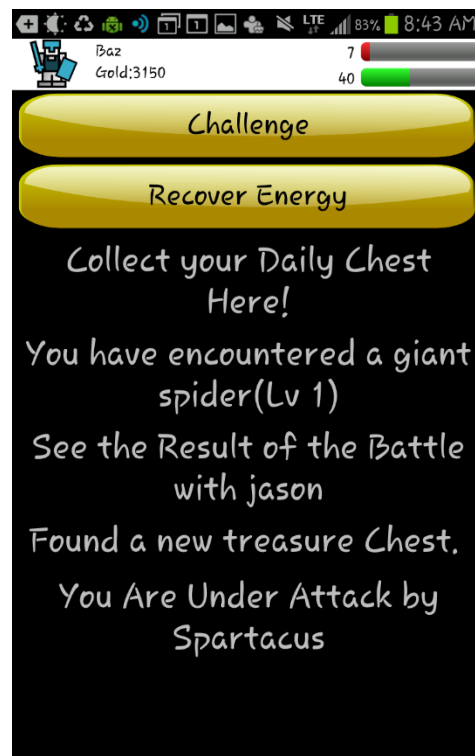 1 1 LTE 83% 8:43 AM
Baz 7
Gold:3150 40
Challenge
Recover Energy
Collect your Daily Chest
Here!
You have encountered a giant
spider(Lv 1)
See the Result of the Battle
with jason
Found a new treasure Chest.
You Are Under Attack by
Spartacus